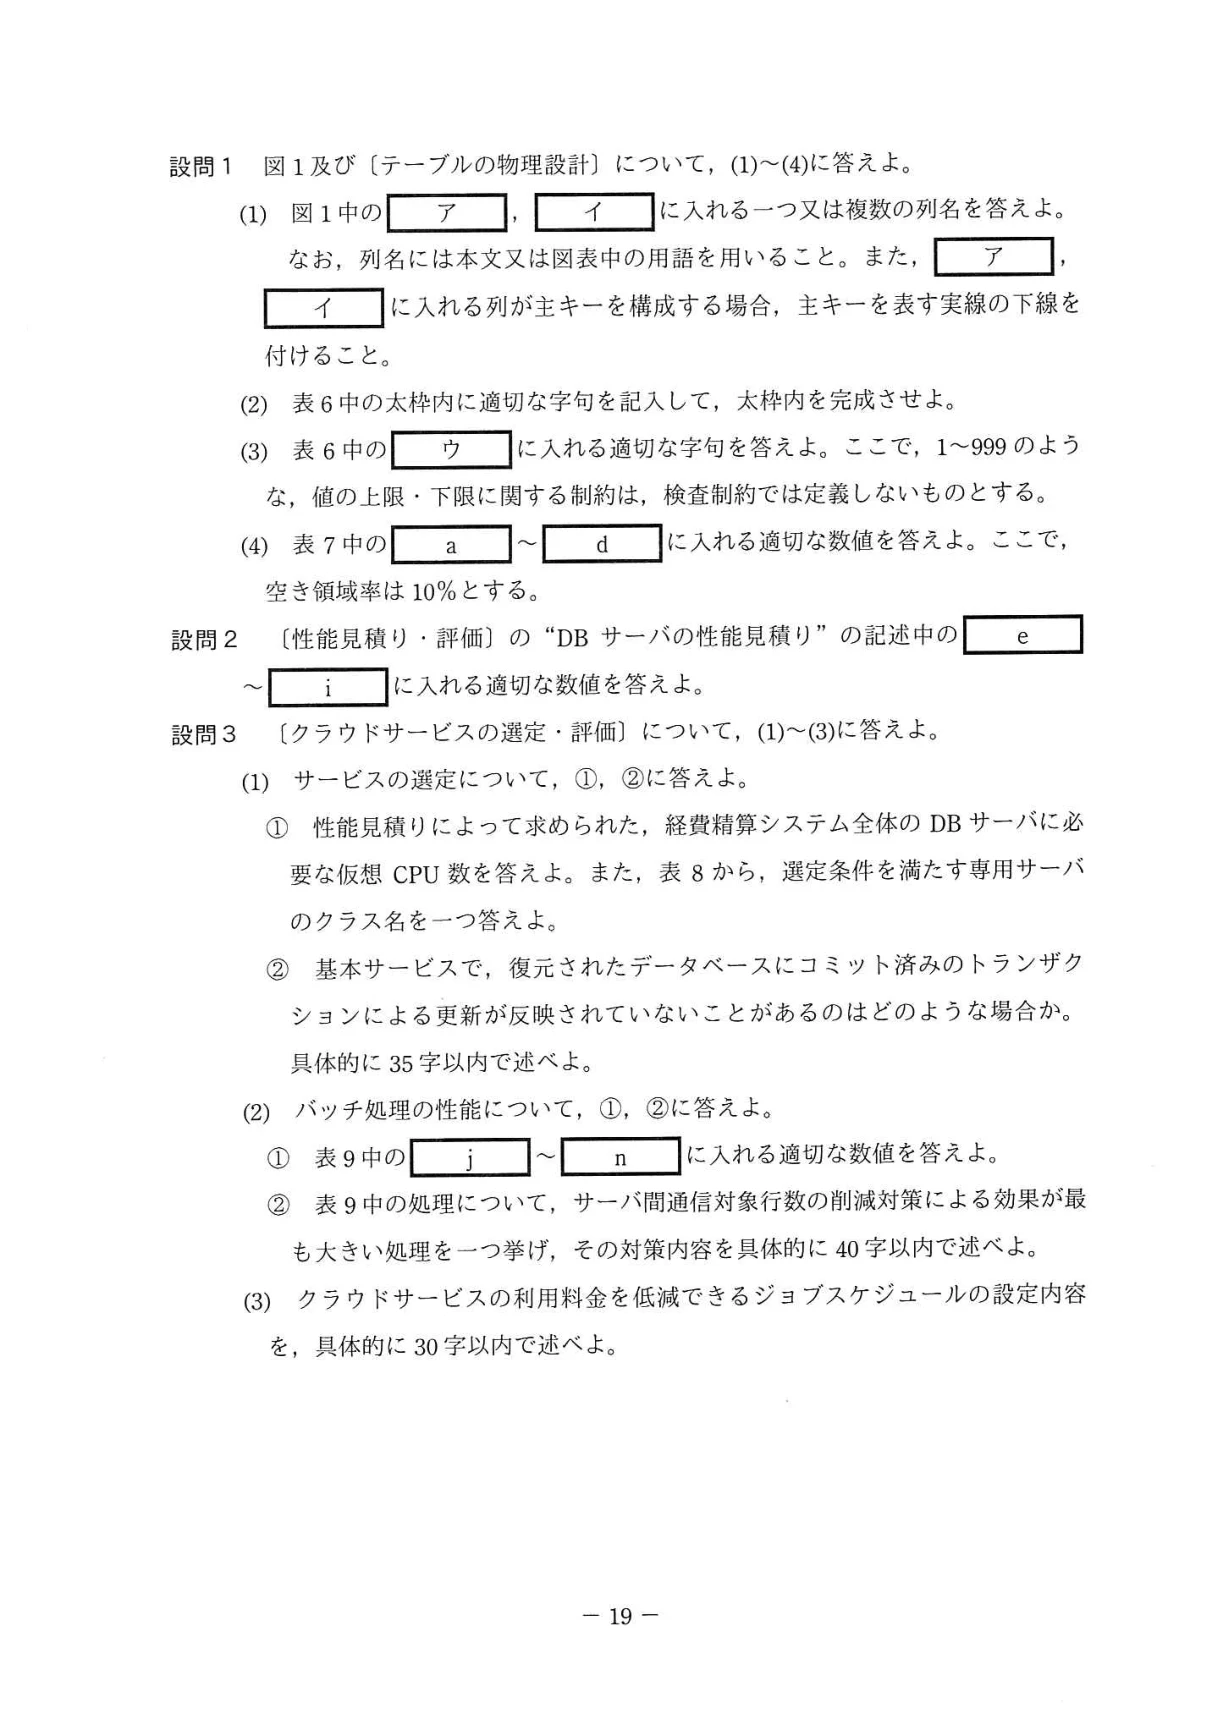 設問1　図1及び〔テーブルの物理設計〕について，(1)～(4)に答えよ。
(1)　図1中の　ア　，　イ　に入れる一つ又は複数の列名を答えよ。
なお，列名には本文又は図表中の用語を用いること。また，　ア　，
イ　に入れる列が主キーを構成する場合，主キーを表す実線の下線を
付けること。
(2)　表6中の太枠内に適切な字句を記入して，太枠内を完成させよ。
(3)　表6中の　ウ　に入れる適切な字句を答えよ。ここで，1～999のよう
な，値の上限・下限に関する制約は，検査制約では定義しないものとする。
(4)　表7中の　a　～　d　に入れる適切な数値を答えよ。ここで，
空き領域率は10％とする。
設問2　〔性能見積り・評価〕の“DBサーバの性能見積り”の記述中の　e
～　i　に入れる適切な数値を答えよ。
設問3　〔クラウドサービスの選定・評価〕について，(1)～(3)に答えよ。
(1)　サービスの選定について，①，②に答えよ。
①　性能見積りによって求められた，経費精算システム全体のDBサーバに必
要な仮想CPU数を答えよ。また，表8から，選定条件を満たす専用サーバ
のクラス名を一つ答えよ。
②　基本サービスで，復元されたデータベースにコミット済みのトランザク
ションによる更新が反映されていないことがあるのはどのような場合か。
具体的に35字以内で述べよ。
(2)　バッチ処理の性能について，①，②に答えよ。
①　表9中の　j　～　n　に入れる適切な数値を答えよ。
②　表9中の処理について，サーバ間通信対象行数の削減対策による効果が最
も大きい処理を一つ挙げ，その対策内容を具体的に40字以内で述べよ。
(3)　クラウドサービスの利用料金を低減できるジョブスケジュールの設定内容
を，具体的に30字以内で述べよ。
－ 19 －